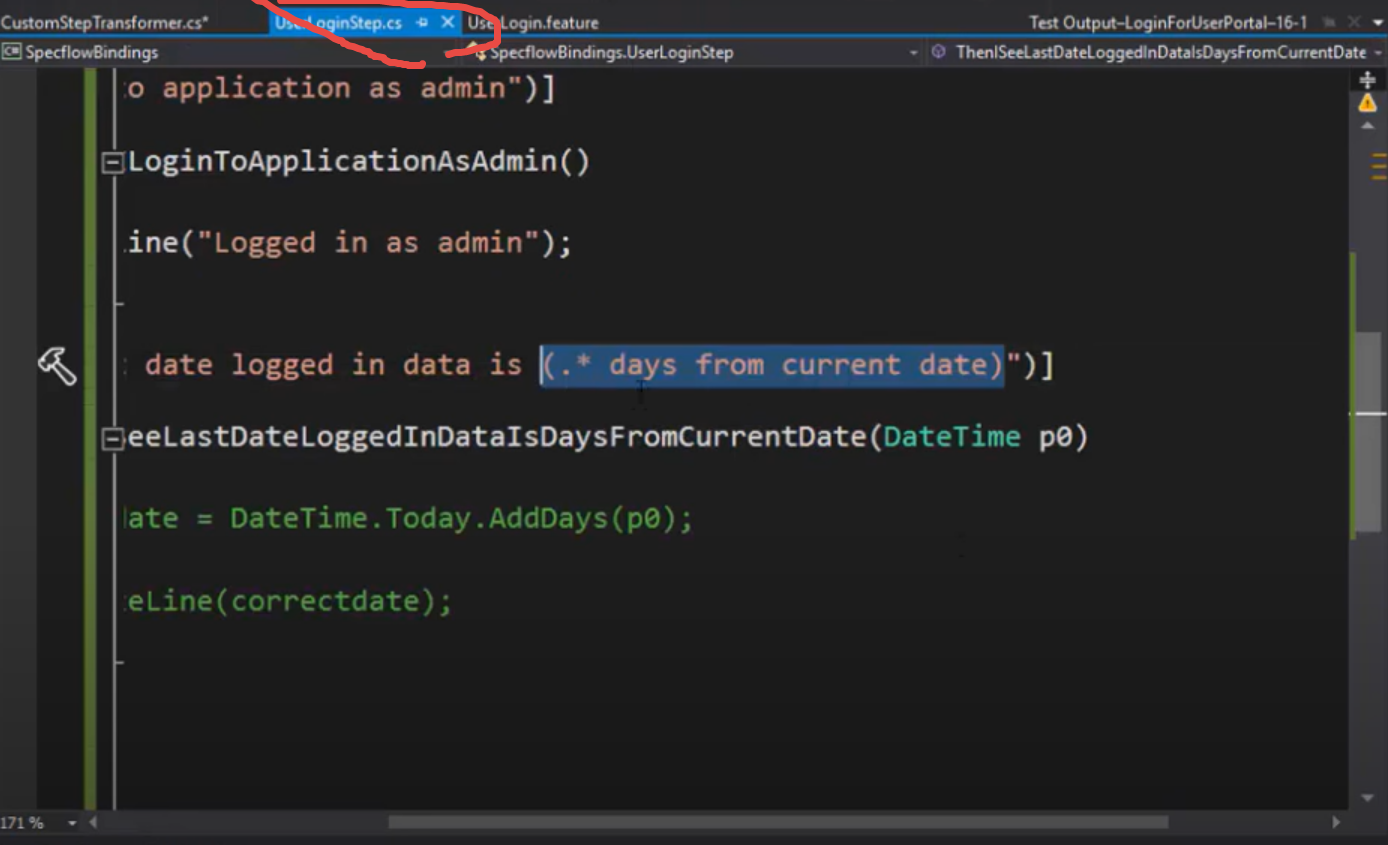 CustomStepTransformer.cs* UserLoginStep.cs UserLogin.feature Test Output–LoginForUserPortal–16-1
SpecflowBindings SpecflowBindings.UserLoginStep ThenISeeLastDateLoggedInDataIsDaysFromCurrentDate
o application as admin")]
LoginToApplicationAsAdmin()
ine("Logged in as admin");
date logged in data is (.* days from current date)")]
eeLastDateLoggedInDataIsDaysFromCurrentDate(DateTime p0)
ate = DateTime.Today.AddDays(p0);
eLine(correctdate);
171 %